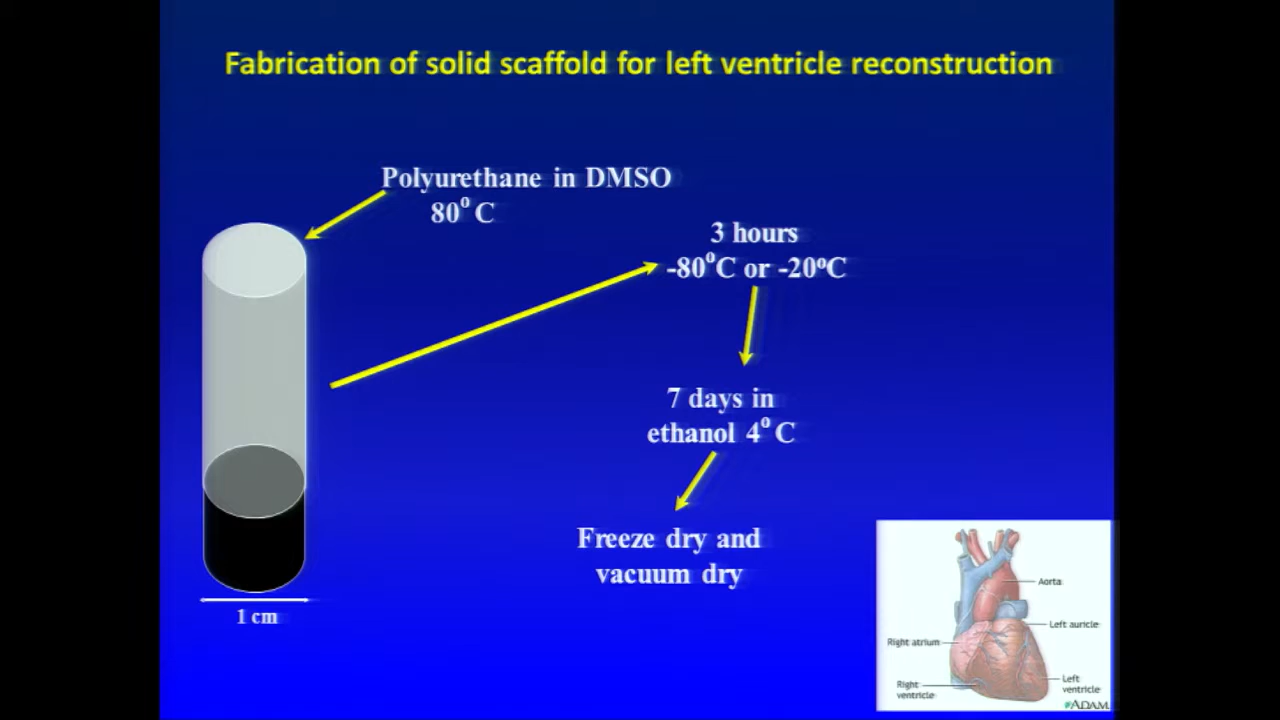 Fabrication of solid scaffold for left ventricle reconstruction
Polyurethane in DMSO
80° C
3 hours
-80°C or -20°C
7 days in
ethanol 4° C
Freeze dry and
vacuum dry
1 cm
Aorta
Left auricle
Right atrium
Right
ventricle
Left
ventricle
ADAM